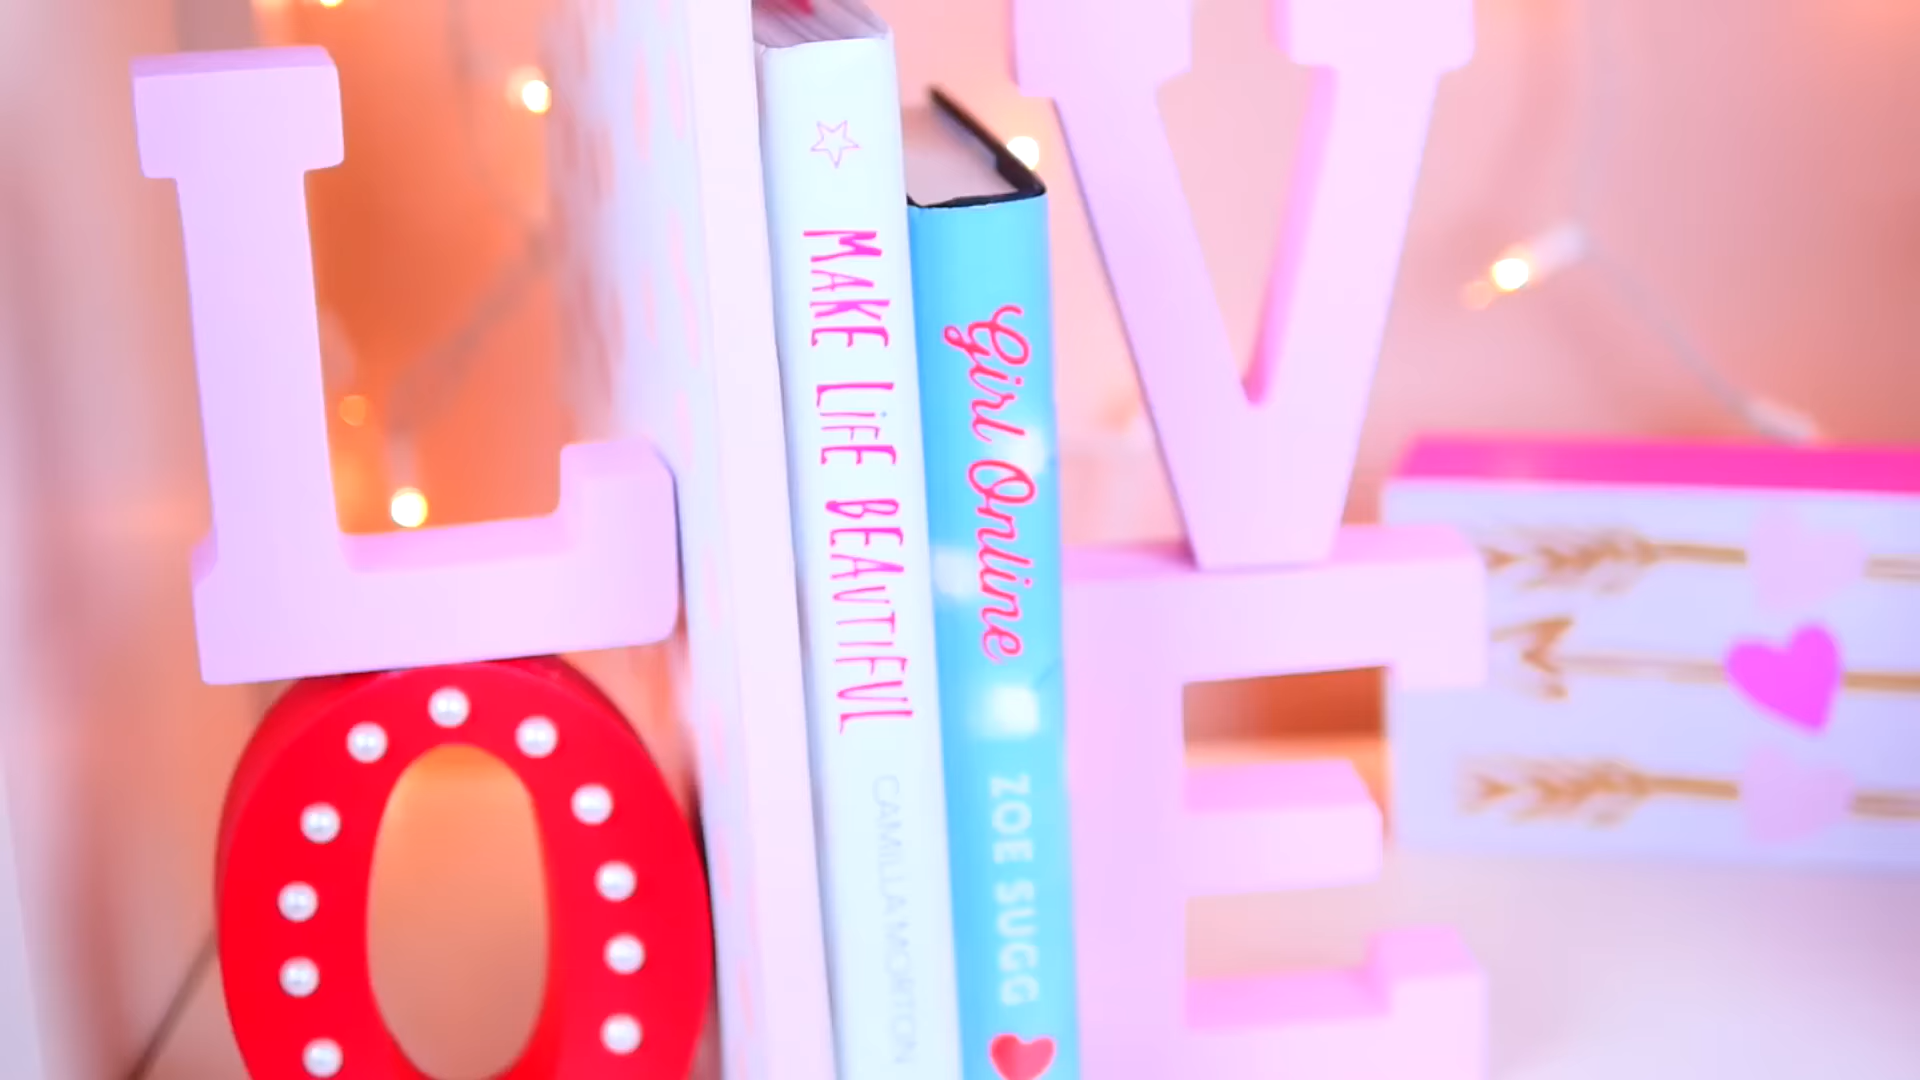 L
O
MAKE LiFE BEAUTIFUL
CAMILLA MORTON
Girl Online
ZOE SUGG
V
E